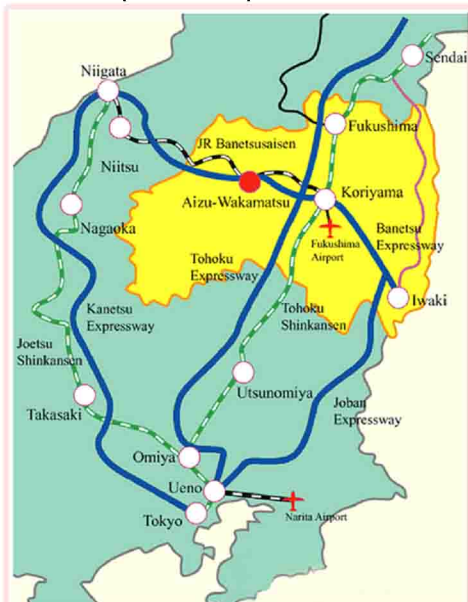 Sendai
Niigata
Fukushima
JR Banetsusaisen
Niitsu
Koriyama
Aizu-Wakamatsu
Nagaoka
Fukushima
Airport
Banetsu
Expressway
Tohoku
Expressway
Iwaki
Kanetsu
Expressway
Tohoku
Shinkansen
Joetsu
Shinkansen
Utsunomiya
Takasaki
Joban
Expressway
Omiya
Ueno
Tokyo
Narita Airport